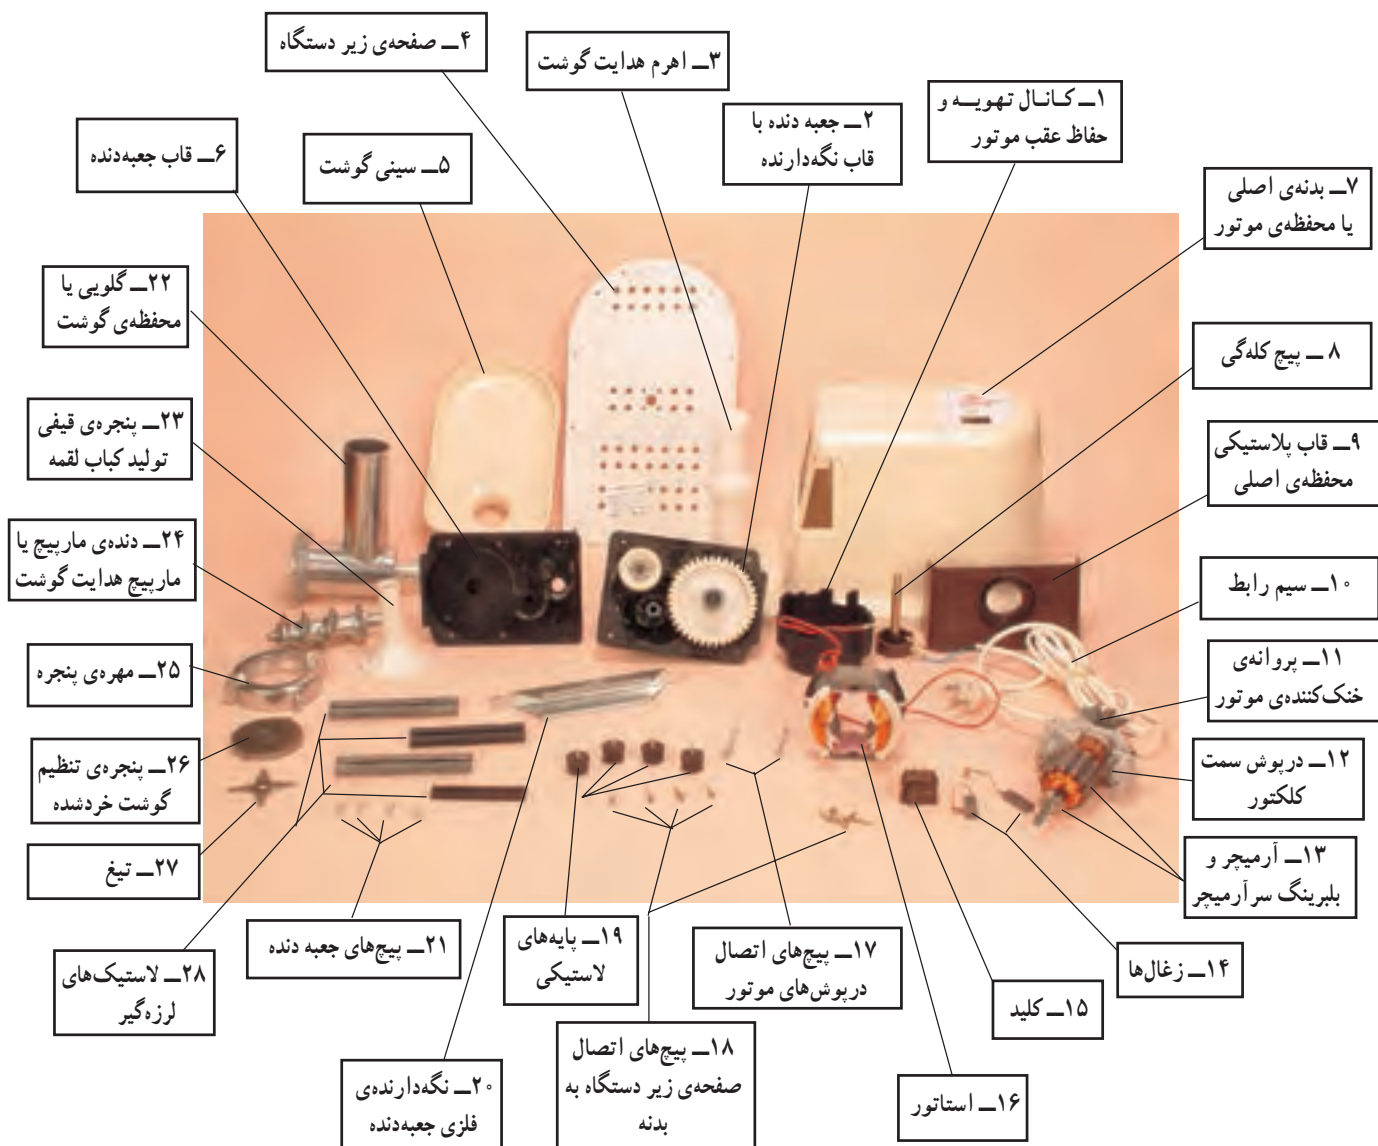 ۱ــ کـانـال تهویــه و
حفاظ عقب موتور
۲ــ جعبه دنده با
قاب نگه‌دارنده
۳ــ اهرم هدایت گوشت
۴ــ صفحه‌ی زیر دستگاه
۵ــ سینی گوشت
۶ــ قاب جعبه‌دنده
۷ــ بدنه‌ی اصلی
یا محفظه‌ی موتور
۸ ــ پیچ کله‌گی
۹ــ قاب پلاستیکی
محفظه‌ی اصلی
۱۰ــ سیم رابط
۱۱ــ پروانه‌ی
خنک‌کننده‌ی موتور
۱۲ــ درپوش سمت
کلکتور
۱۳ــ آرمیچر و
بلبرینگ سرآرمیچر
۱۴ــ زغال‌ها
۱۵ــ کلید
۱۶ــ استاتور
۱۷ــ پیچ‌های اتصال
درپوش‌های موتور
۱۸ــ پیچ‌های اتصال
صفحه‌ی زیر دستگاه به
بدنه
۱۹ــ پایه‌های
لاستیکی
۲۰ــ نگه‌دارنده‌ی
فلزی جعبه‌دنده
۲۱ــ پیچ‌های جعبه دنده
۲۲ــ گلویی یا
محفظه‌ی گوشت
۲۳ــ پنجره‌ی قیفی
تولید کباب لقمه
۲۴ــ دنده‌ی مارپیچ یا
مارپیچ هدایت گوشت
۲۵ــ مهره‌ی پنجره
۲۶ــ پنجره‌ی تنظیم
گوشت خردشده
۲۷ــ تیغ
۲۸ــ لاستیک‌های
لرزه‌گیر